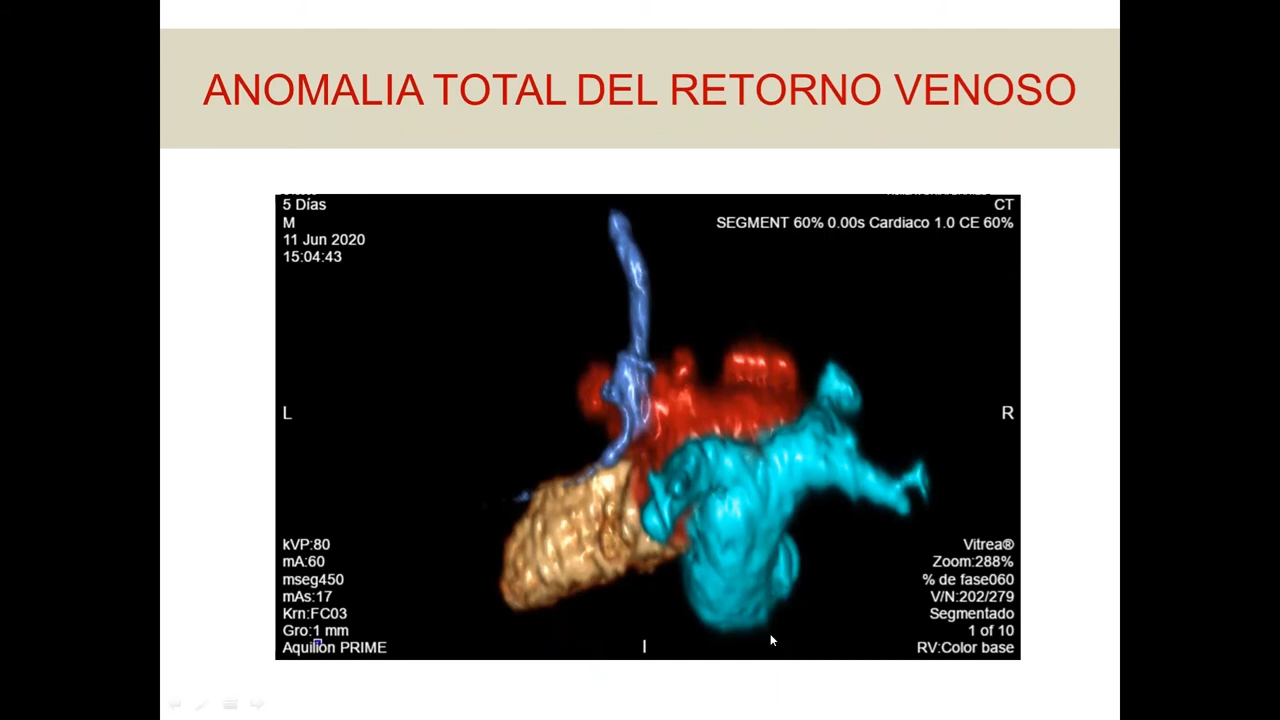 ANOMALIA TOTAL DEL RETORNO VENOSO
5 Días
M
11 Jun 2020
15:04:43
CT
SEGMENT 60% 0.00s Cardiaco 1.0 CE 60%
L
R
kVP:80
mA:60
mseg450
mAs:17
Krn:FC03
Gro:1 mm
Aquilion PRIME
I
Vitrea®
Zoom:288%
% de fase060
V/N:202/279
Segmentado
1 of 10
RV:Color base